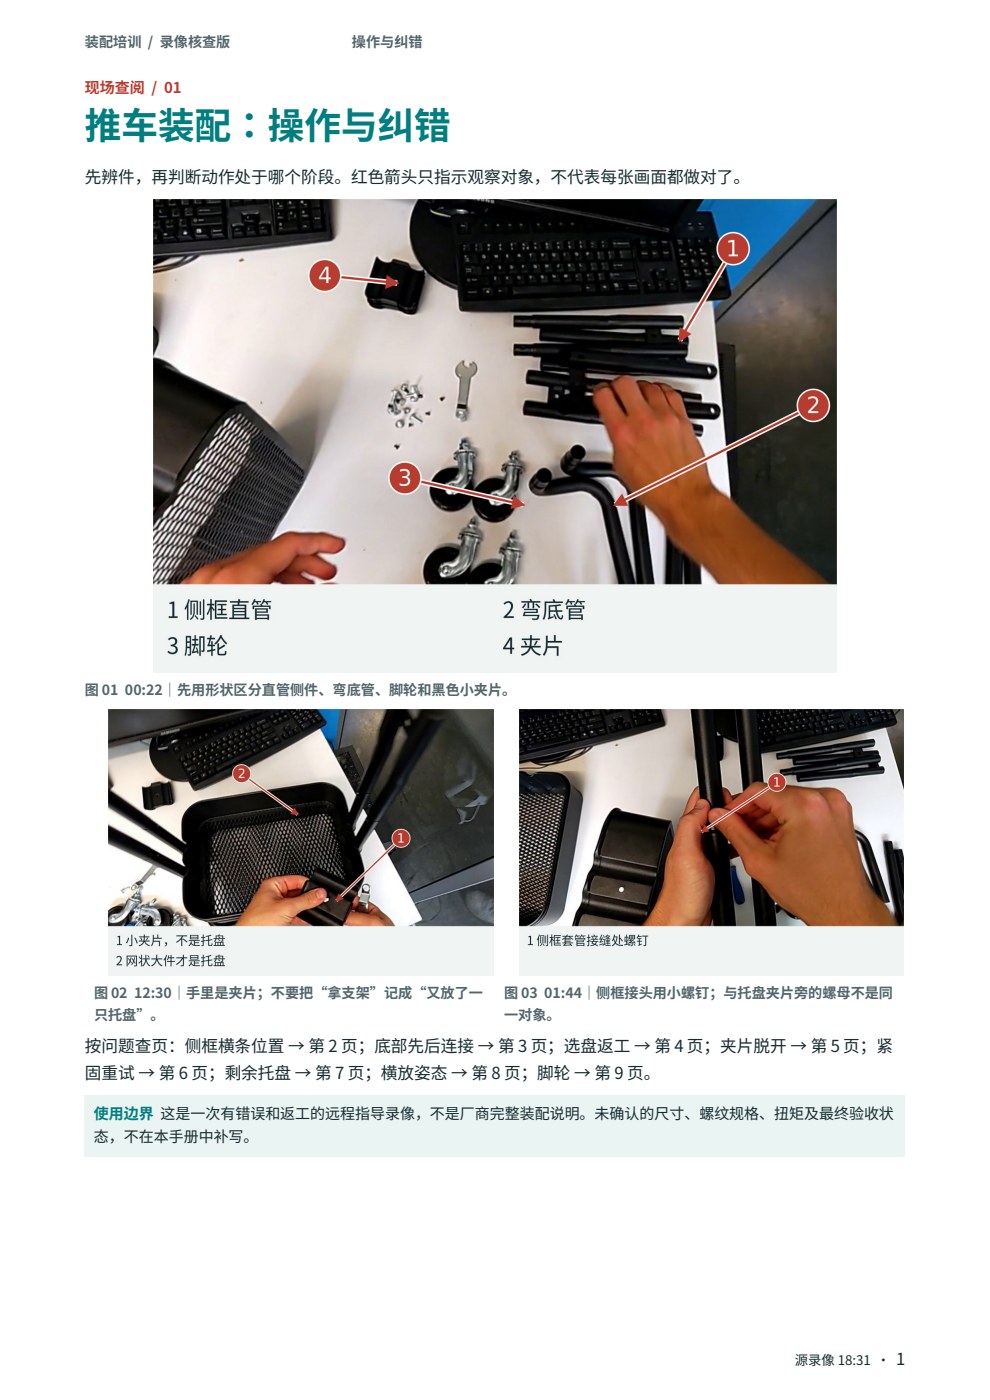 装配培训 / 录像核查版
操作与纠错
现场查阅 / 01
推车装配：操作与纠错
先辨件，再判断动作处于哪个阶段。红色箭头只指示观察对象，不代表每张画面都做对了。
1
4
2
3
1 侧框直管
2 弯底管
3 脚轮
4 夹片
图 01 00:22｜先用形状区分直管侧件、弯底管、脚轮和黑色小夹片。
2
1
1
1 小夹片，不是托盘
2 网状大件才是托盘
1 侧框套管接缝处螺钉
图 02 12:30｜手里是夹片；不要把“拿支架”记成“又放了一
只托盘”。
图 03 01:44｜侧框接头用小螺钉；与托盘夹片旁的螺母不是同
一对象。
按问题查页：侧框横条位置 → 第 2 页；底部先后连接 → 第 3 页；选盘返工 → 第 4 页；夹片脱开 → 第 5 页；紧
固重试 → 第 6 页；剩余托盘 → 第 7 页；横放姿态 → 第 8 页；脚轮 → 第 9 页。
使用边界 这是一次有错误和返工的远程指导录像，不是厂商完整装配说明。未确认的尺寸、螺纹规格、扭矩及最终验收状
态，不在本手册中补写。
源录像 18:31 · 1